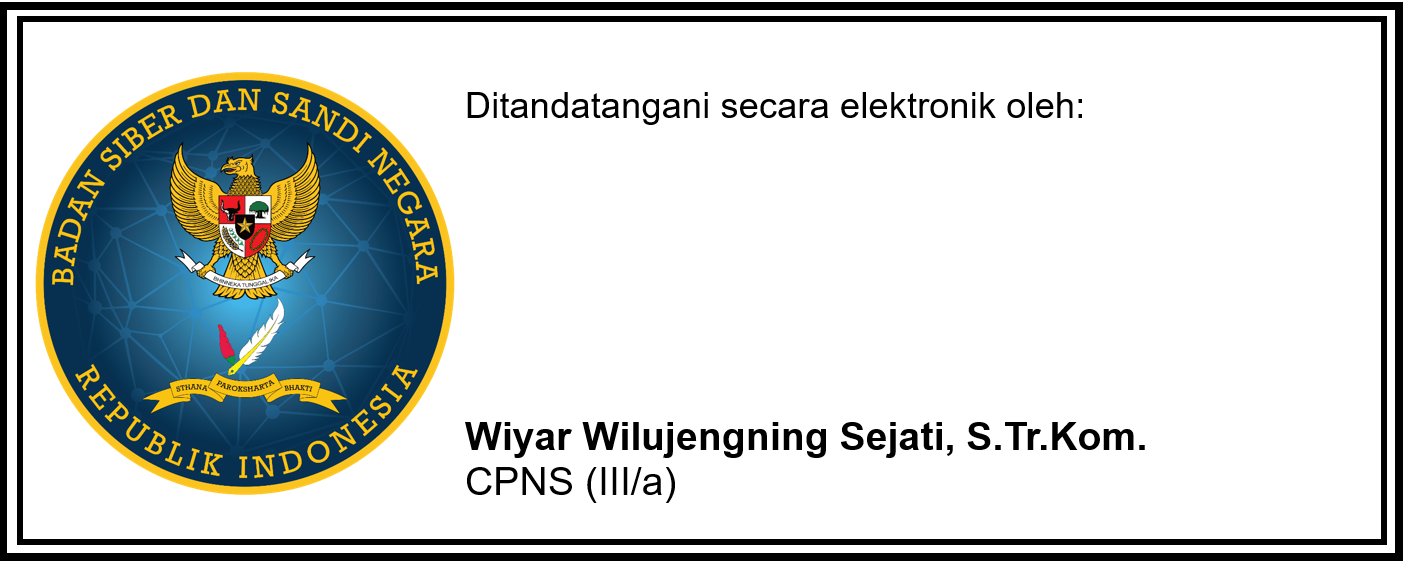 BADAN SIBER DAN SANDI NEGARA
BHINNEKA TUNGGAL IKA
STHANA PAROKSHARTA BHAKTI
REPUBLIK INDONESIA
Ditandatangani secara elektronik oleh:
Wiyar Wilujengning Sejati, S.Tr.Kom.
CPNS (III/a)